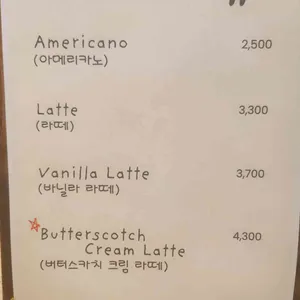 Americano 2,500
(아메리카노)
Latte 3,300
(라떼)
Vanilla Latte 3,700
(바닐라 라떼)
Butterscotch
Cream Latte 4,300
(버터스카치 크림 라떼)